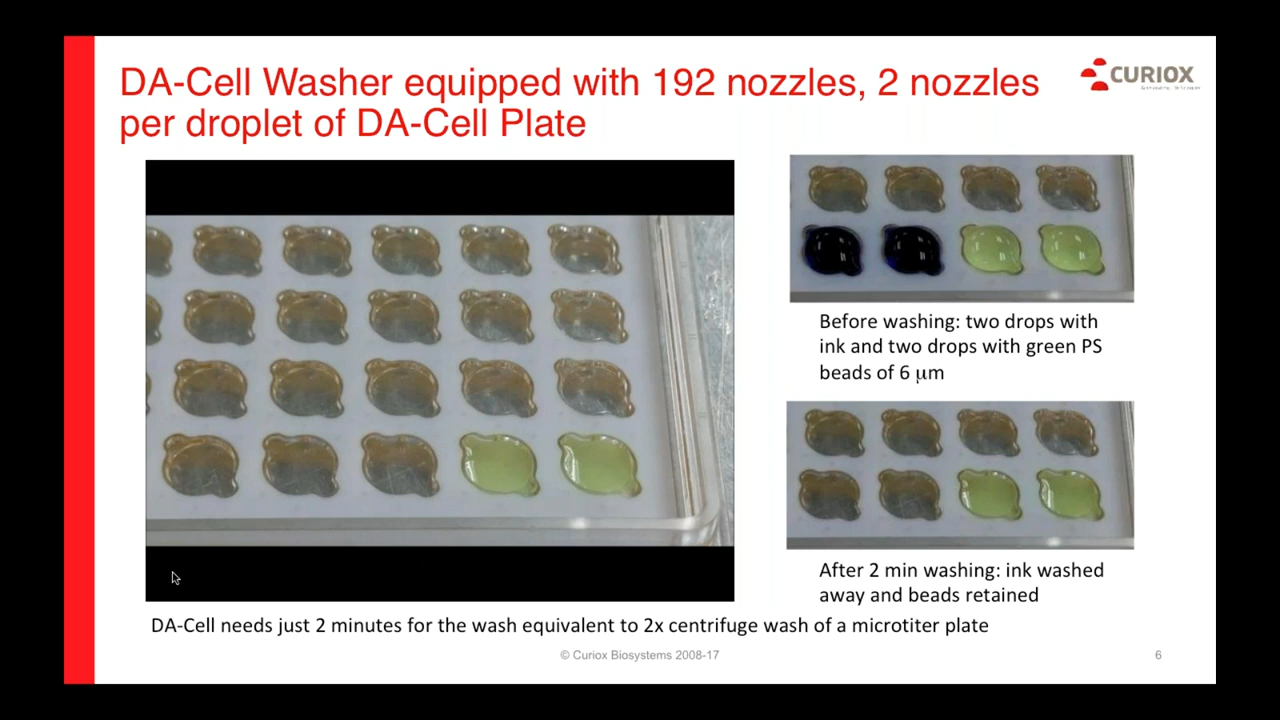 DA-Cell Washer equipped with 192 nozzles, 2 nozzles
per droplet of DA-Cell Plate
CURIOX
Before washing: two drops with
ink and two drops with green PS
beads of 6 μm
After 2 min washing: ink washed
away and beads retained
DA-Cell needs just 2 minutes for the wash equivalent to 2x centrifuge wash of a microtiter plate
© Curiox Biosystems 2008-17
6